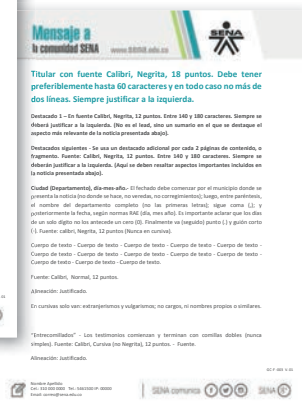 Mensaje a
la comunidad SENA
www.sena.edu.co
SENA
Titular con fuente Calibri, Negrita, 18 puntos. Debe tener
preferiblemente hasta 60 caracteres y en todo caso no más de
dos líneas. Siempre justificar a la izquierda.
Destacado 1 – En fuente Calibri, Negrita, 12 puntos. Entre 140 y 180 caracteres. Siempre se
deberá justificar a la izquierda. (No es el lead, sino un sumario en el que se destaque el
aspecto más relevante de la noticia presentada abajo).
Destacados siguientes - Se usa un destacado adicional por cada 2 páginas de contenido, o
fragmento. Fuente: Calibri, Negrita, 12 puntos. Entre 140 y 180 caracteres. Siempre se
deberán justificar a la izquierda. (Aquí se deben resaltar aspectos importantes incluidos en
la noticia presentada abajo).
Ciudad (Departamento), día-mes-año.- El fechado debe comenzar por el municipio donde se
presenta la noticia (no donde se hace, no veredas, no corregimientos); luego, entre paréntesis,
el nombre del departamento completo (no las primeras letras); sigue coma (,); y
posteriormente la fecha, según normas RAE (día, mes año). Es importante aclarar que los días
de un solo dígito no los antecede un cero (0). Finalmente va (seguido) punto (.) y guión corto
(-). Fuente: Calibri, Negrita, 12 puntos (Nunca en cursiva).
Cuerpo de texto - Cuerpo de texto - Cuerpo de texto - Cuerpo de texto - Cuerpo de texto -
Cuerpo de texto - Cuerpo de texto - Cuerpo de texto - Cuerpo de texto - Cuerpo de texto -
Cuerpo de texto - Cuerpo de texto - Cuerpo de texto.
Fuente: Calibri, Normal, 12 puntos.
Alineación: Justificado.
En cursivas solo van: extranjerismos y vulgarismos; no cargos, ni nombres propios o similares.
"Entrecomillados" - Los testimonios comienzan y terminan con comillas dobles (nunca
simples). Fuente: Calibri, Cursiva (no Negrita), 12 puntos. - Fuente.
Alineación: Justificado.
Nombre Apellido
SENA comunica
SENA